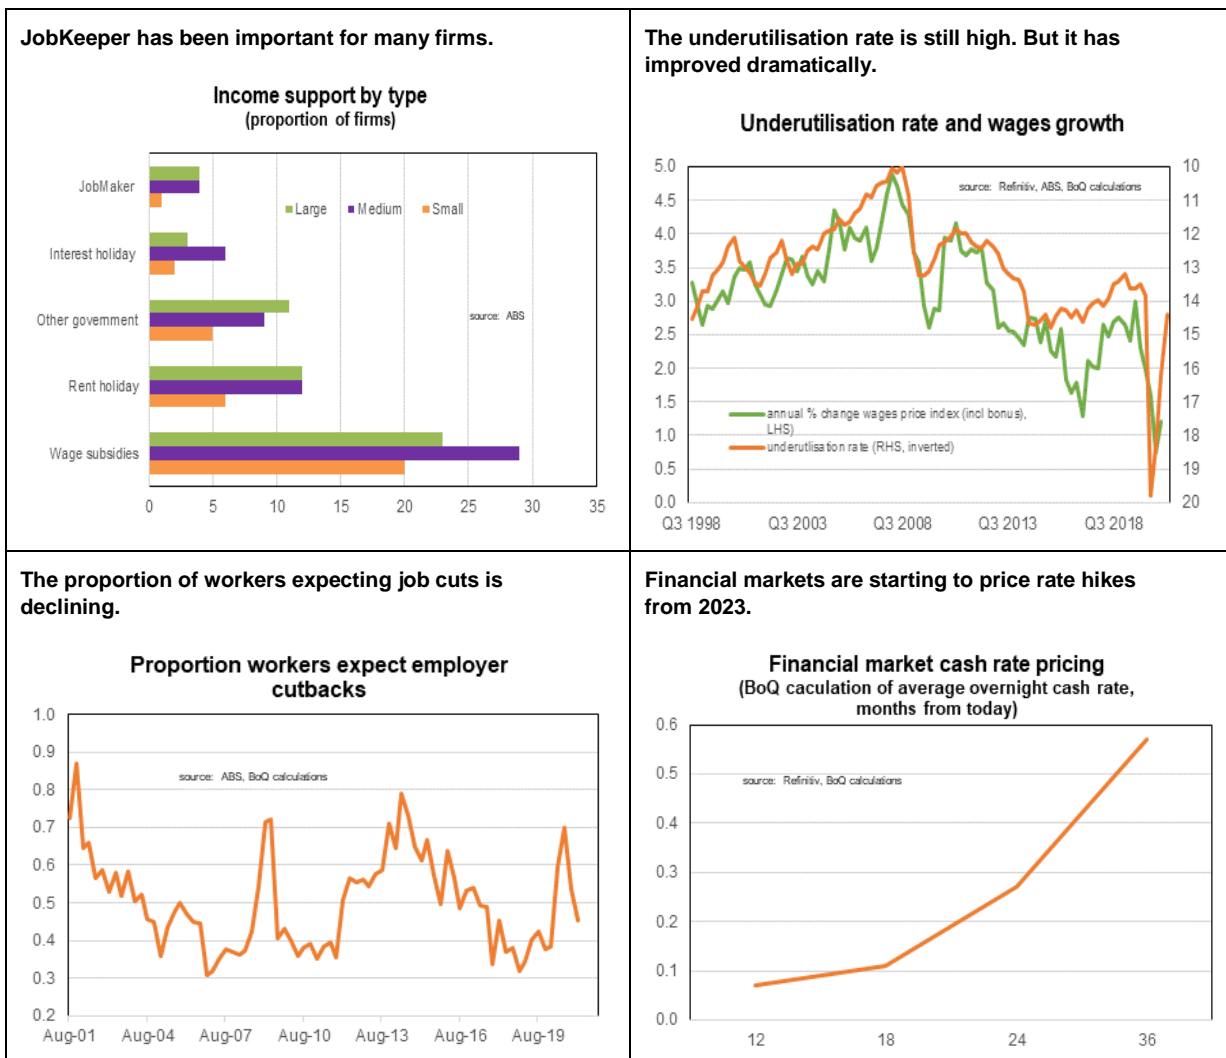 JobKeeper has been important for many firms.
Income support by type
(proportion of firms)
JobMaker
Interest holiday
Other government
Rent holiday
Wage subsidies
Large Medium Small
source: ABS
0 5 10 15 20 25 30 35
The underutilisation rate is still high. But it has
improved dramatically.
Underutilisation rate and wages growth
source: Refinitiv, ABS, BoQ calculations
5.0
4.5
4.0
3.5
3.0
2.5
2.0
1.5
1.0
0.5
0.0
10
11
12
13
14
15
16
17
18
19
20
annual % change wages price index (incl bonus),
LHS)
underutilisation rate (RHS, inverted)
Q3 1998 Q3 2003 Q3 2008 Q3 2013 Q3 2018
The proportion of workers expecting job cuts is
declining.
Proportion workers expect employer
cutbacks
source: ABS, BoQ calculations
1.0
0.9
0.8
0.7
0.6
0.5
0.4
0.3
0.2
Aug-01 Aug-04 Aug-07 Aug-10 Aug-13 Aug-16 Aug-19
Financial markets are starting to price rate hikes
from 2023.
Financial market cash rate pricing
(BoQ caculation of average overnight cash rate,
months from today)
source: Refinitiv, BoQ calculations
0.6
0.5
0.4
0.3
0.2
0.1
0.0
12 18 24 36